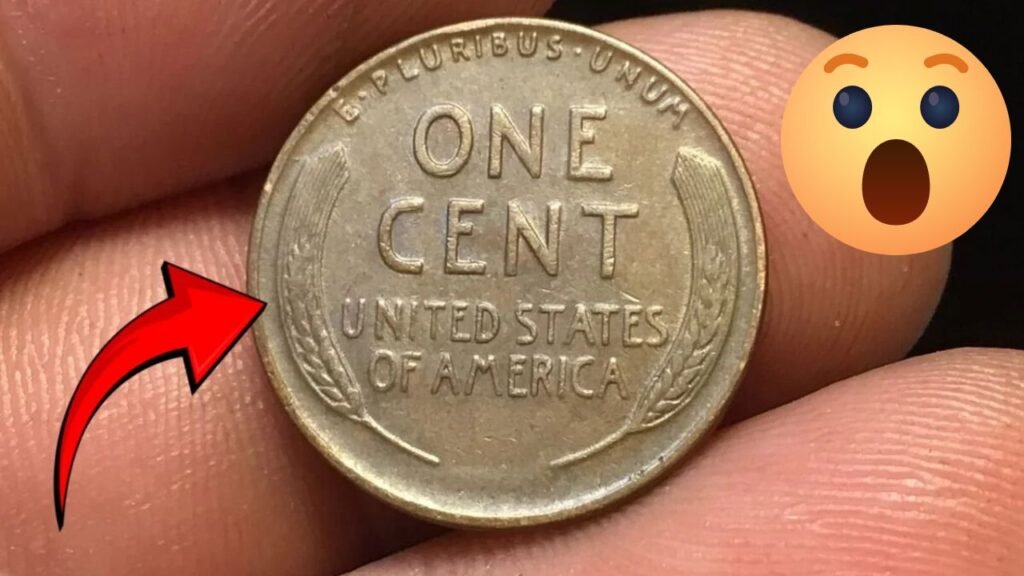 E·PLURIBUS·UNUM
ONE
CENT
UNITED STATES
OF AMERICA